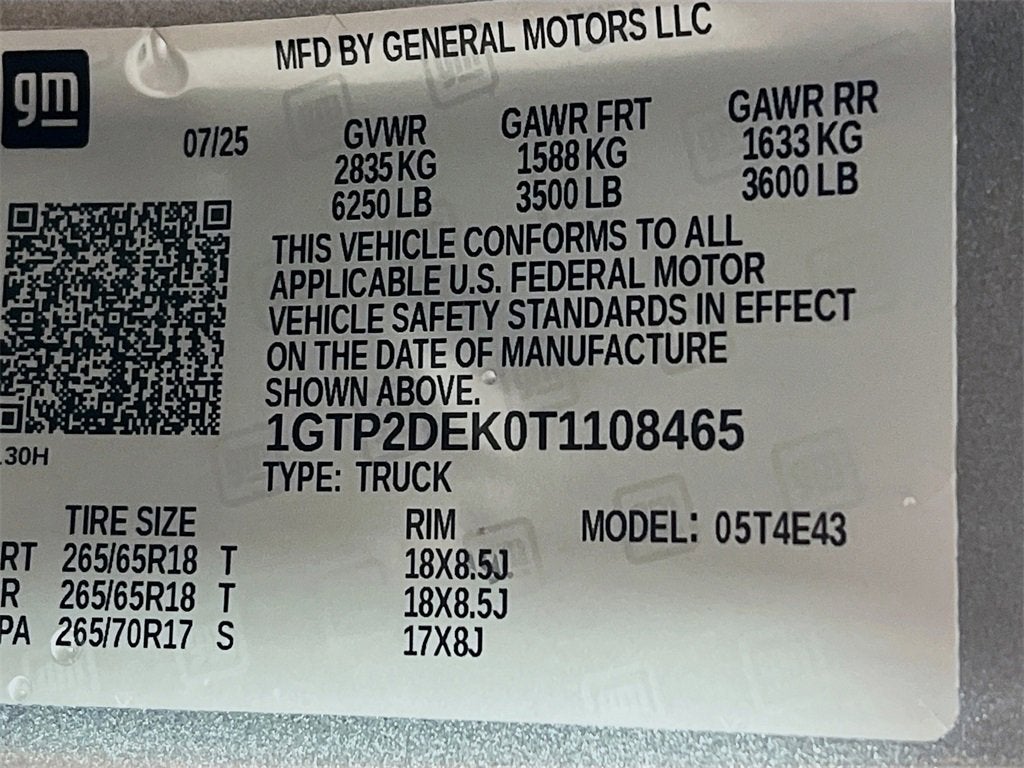 gm
MFD BY GENERAL MOTORS LLC
07/25 GVWR GAWR FRT GAWR RR
2835 KG 1588 KG 1633 KG
6250 LB 3500 LB 3600 LB
THIS VEHICLE CONFORMS TO ALL
APPLICABLE U.S. FEDERAL MOTOR
VEHICLE SAFETY STANDARDS IN EFFECT
ON THE DATE OF MANUFACTURE
SHOWN ABOVE.
1GTP2DEK0T1108465
30H
TYPE: TRUCK
TIRE SIZE RIM MODEL: 05T4E43
RT 265/65R18 T 18X8.5J
R 265/65R18 T 18X8.5J
PA 265/70R17 S 17X8J